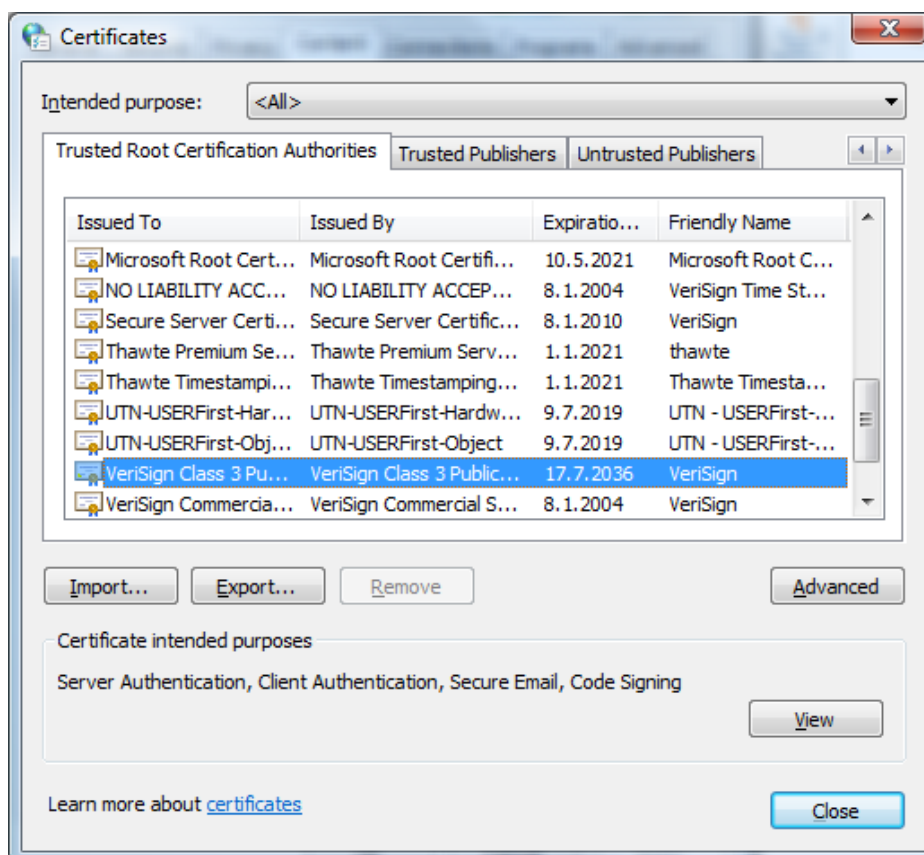 Certificates
Intended purpose: <All>
Trusted Root Certification Authorities Trusted Publishers Untrusted Publishers
Issued To Issued By Expiratio... Friendly Name
Microsoft Root Cert... Microsoft Root Certifi... 10.5.2021 Microsoft Root C...
NO LIABILITY ACC... NO LIABILITY ACCEP... 8.1.2004 VeriSign Time St...
Secure Server Certi... Secure Server Certific... 8.1.2010 VeriSign
Thawte Premium Se... Thawte Premium Serv... 1.1.2021 thawte
Thawte Timestampi... Thawte Timestamping... 1.1.2021 Thawte Timesta...
UTN-USERFirst-Har... UTN-USERFirst-Hardw... 9.7.2019 UTN - USERFirst-...
UTN-USERFirst-Obj... UTN-USERFirst-Object 9.7.2019 UTN - USERFirst-...
VeriSign Class 3 Pu... VeriSign Class 3 Public... 17.7.2036 VeriSign
VeriSign Commercia... VeriSign Commercial S... 8.1.2004 VeriSign
Import... Export... Remove Advanced
Certificate intended purposes
Server Authentication, Client Authentication, Secure Email, Code Signing
View
Learn more about certificates
Close